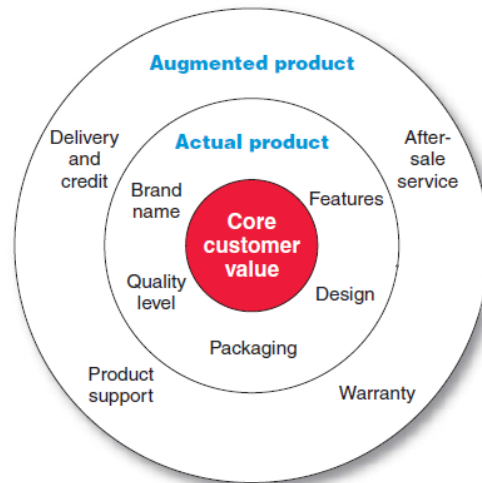 Augmented product
Delivery
and
credit
After-
sale
service
Actual product
Brand
name
Features
Core
customer
value
Quality
level
Design
Packaging
Product
support
Warranty